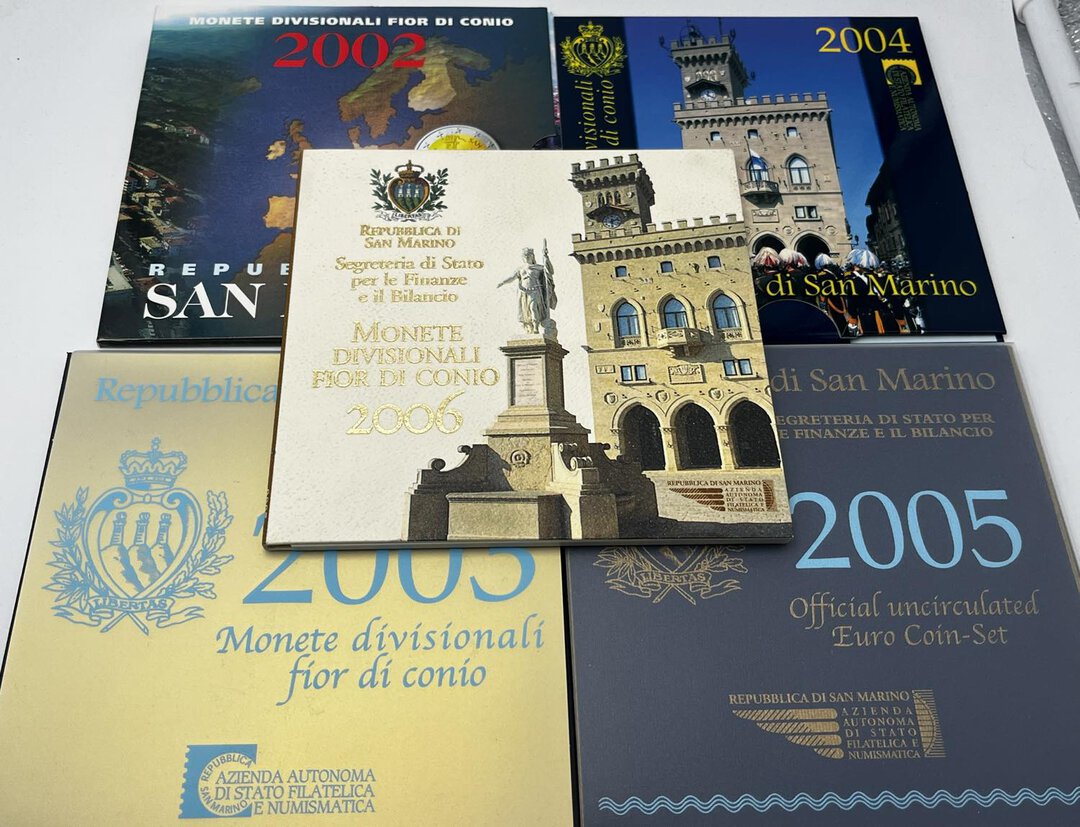 MONETE DIVISIONALI FIOR DI CONIO
2002
REPU
SAN
2004
visionali
di conio
di San Marino
LIBERTAS
REPUBBLICA DI
SAN MARINO
Segreteria di Stato
per le Finanze
e il Bilancio
MONETE
DIVISIONALI
FIOR DI CONIO
2006
REPUBBLICA DI SAN MARINO
AZIENDA
AUTONOMA
DI STATO
FILATELICA E
NUMISMATICA
Repubblica
LIBERTAS
2003
Monete divisionali
fior di conio
REPUBBLICA
SAN MARINO
AZIENDA AUTONOMA
DI STATO FILATELICA
E NUMISMATICA
di San Marino
SEGRETERIA DI STATO PER
E FINANZE E IL BILANCIO
2005
LIBERTAS
Official uncirculated
Euro Coin-Set
REPUBBLICA DI SAN MARINO
AZIENDA
AUTONOMA
DI STATO
FILATELICA E
NUMISMATICA